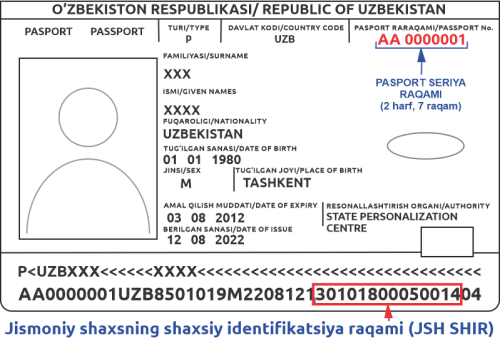 O'ZBEKISTON RESPUBLIKASI/ REPUBLIC OF UZBEKISTAN
PASPORT PASSPORT
TURI/TYPE
P
DAVLAT KODI/COUNTRY CODE
UZB
PASPORT RARAQAMI/PASSPORT No.
AA 0000001
PASPORT SERIYA
RAQAMI
(2 harf, 7 raqam)
FAMILIYASI/SURNAME
XXX
ISMI/GIVEN NAMES
XXXX
FUQAROLIGI/NATIONALITY
UZBEKISTAN
TUG'ILGAN SANASI/DATE OF BIRTH
01 01 1980
JINSI/SEX
M
TUG'ILGAN JOYI/PLACE OF BIRTH
TASHKENT
AMAL QILISH MUDDATI/DATE OF EXPIRY
03 08 2012
BERILGAN SANASI/DATE OF ISSUE
12 08 2022
RESONALLASHTIRISH ORGANI/AUTHORITY
STATE PERSONALIZATION
CENTRE
P<UZBXXX<<<<<<XXXX<<<<<<<<<<<<<<<<<<<<<<<<<<<<<<
AA0000001UZB8501019M22081213010180005001404
Jismoniy shaxsning shaxsiy identifikatsiya raqami (JSH SHIR)